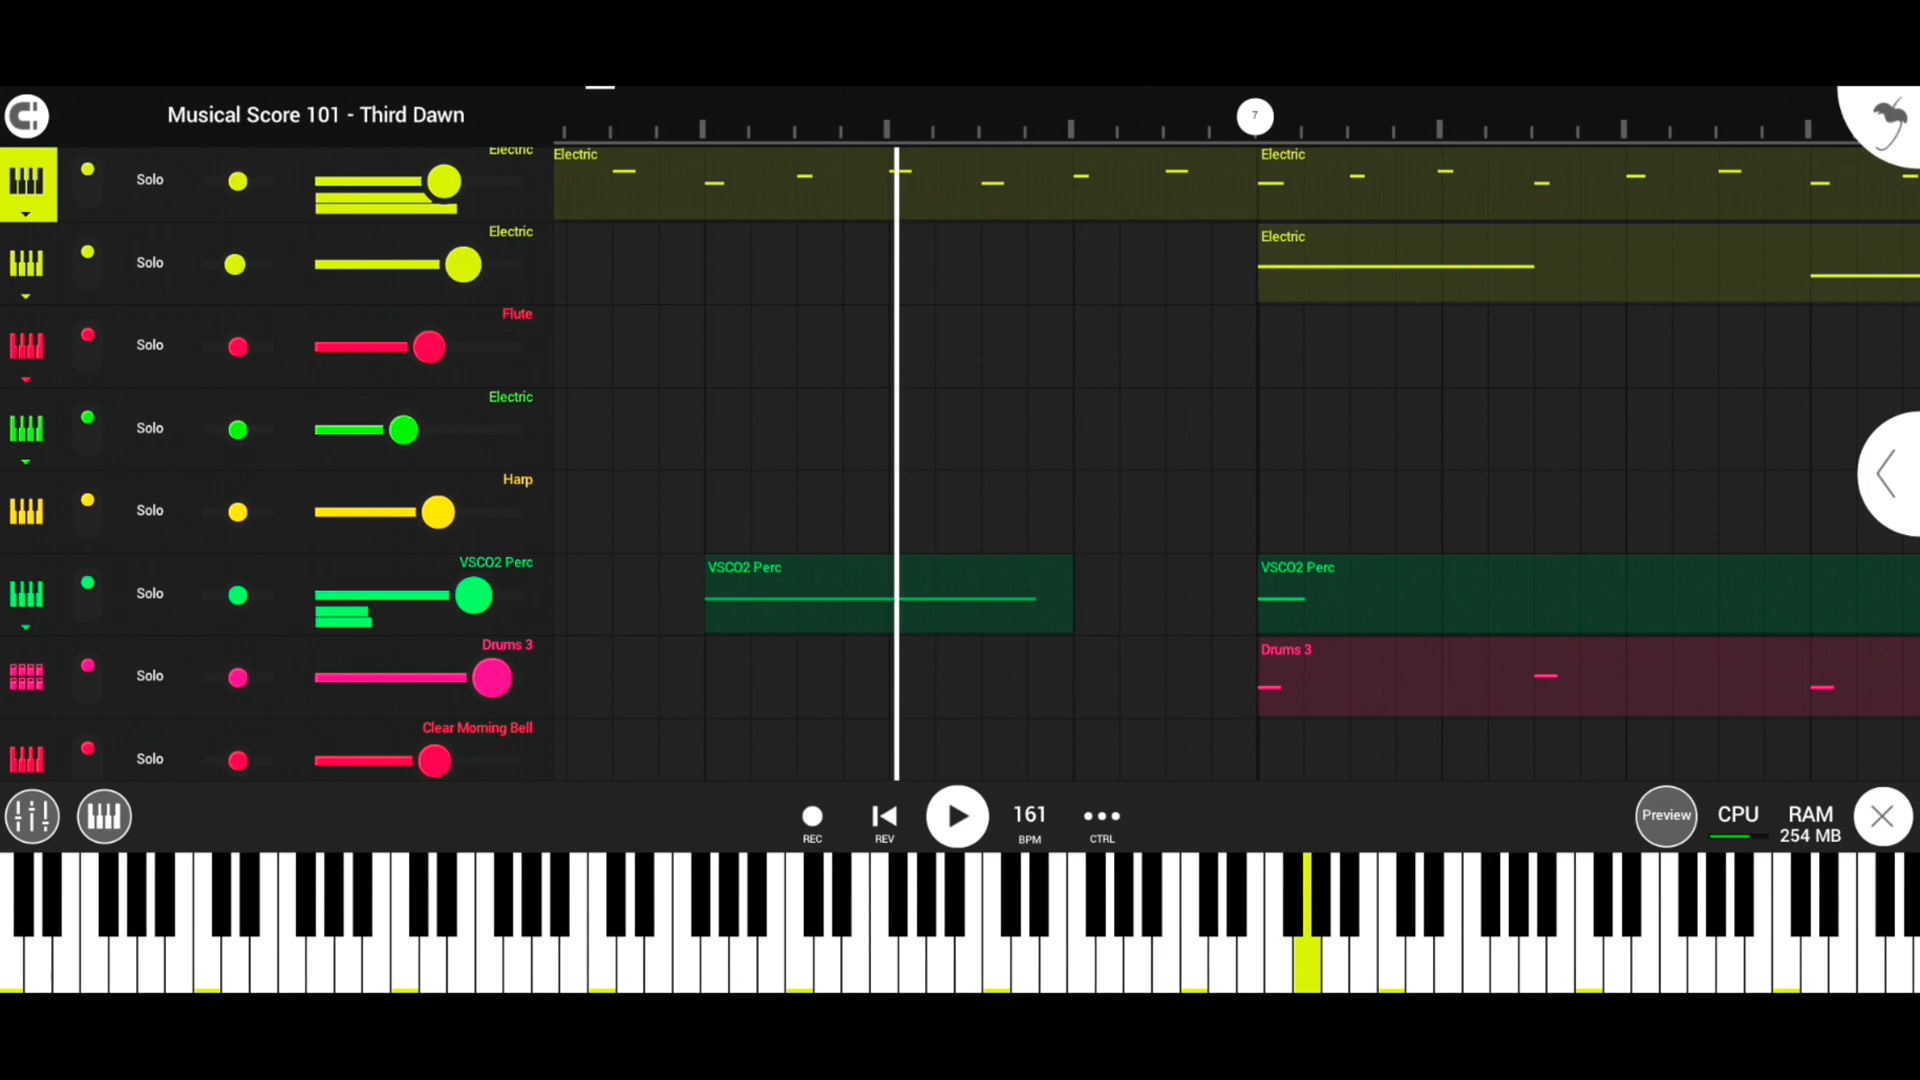 Musical Score 101 - Third Dawn
7
Electric
Solo
Electric
Electric
Electric
Solo
Electric
Flute
Solo
Electric
Solo
Harp
Solo
VSCO2 Perc
Solo
VSCO2 Perc
VSCO2 Perc
Drums 3
Solo
Drums 3
Clear Morning Bell
Solo
REC
REV
161
BPM
CTRL
Preview
CPU
RAM
254 MB